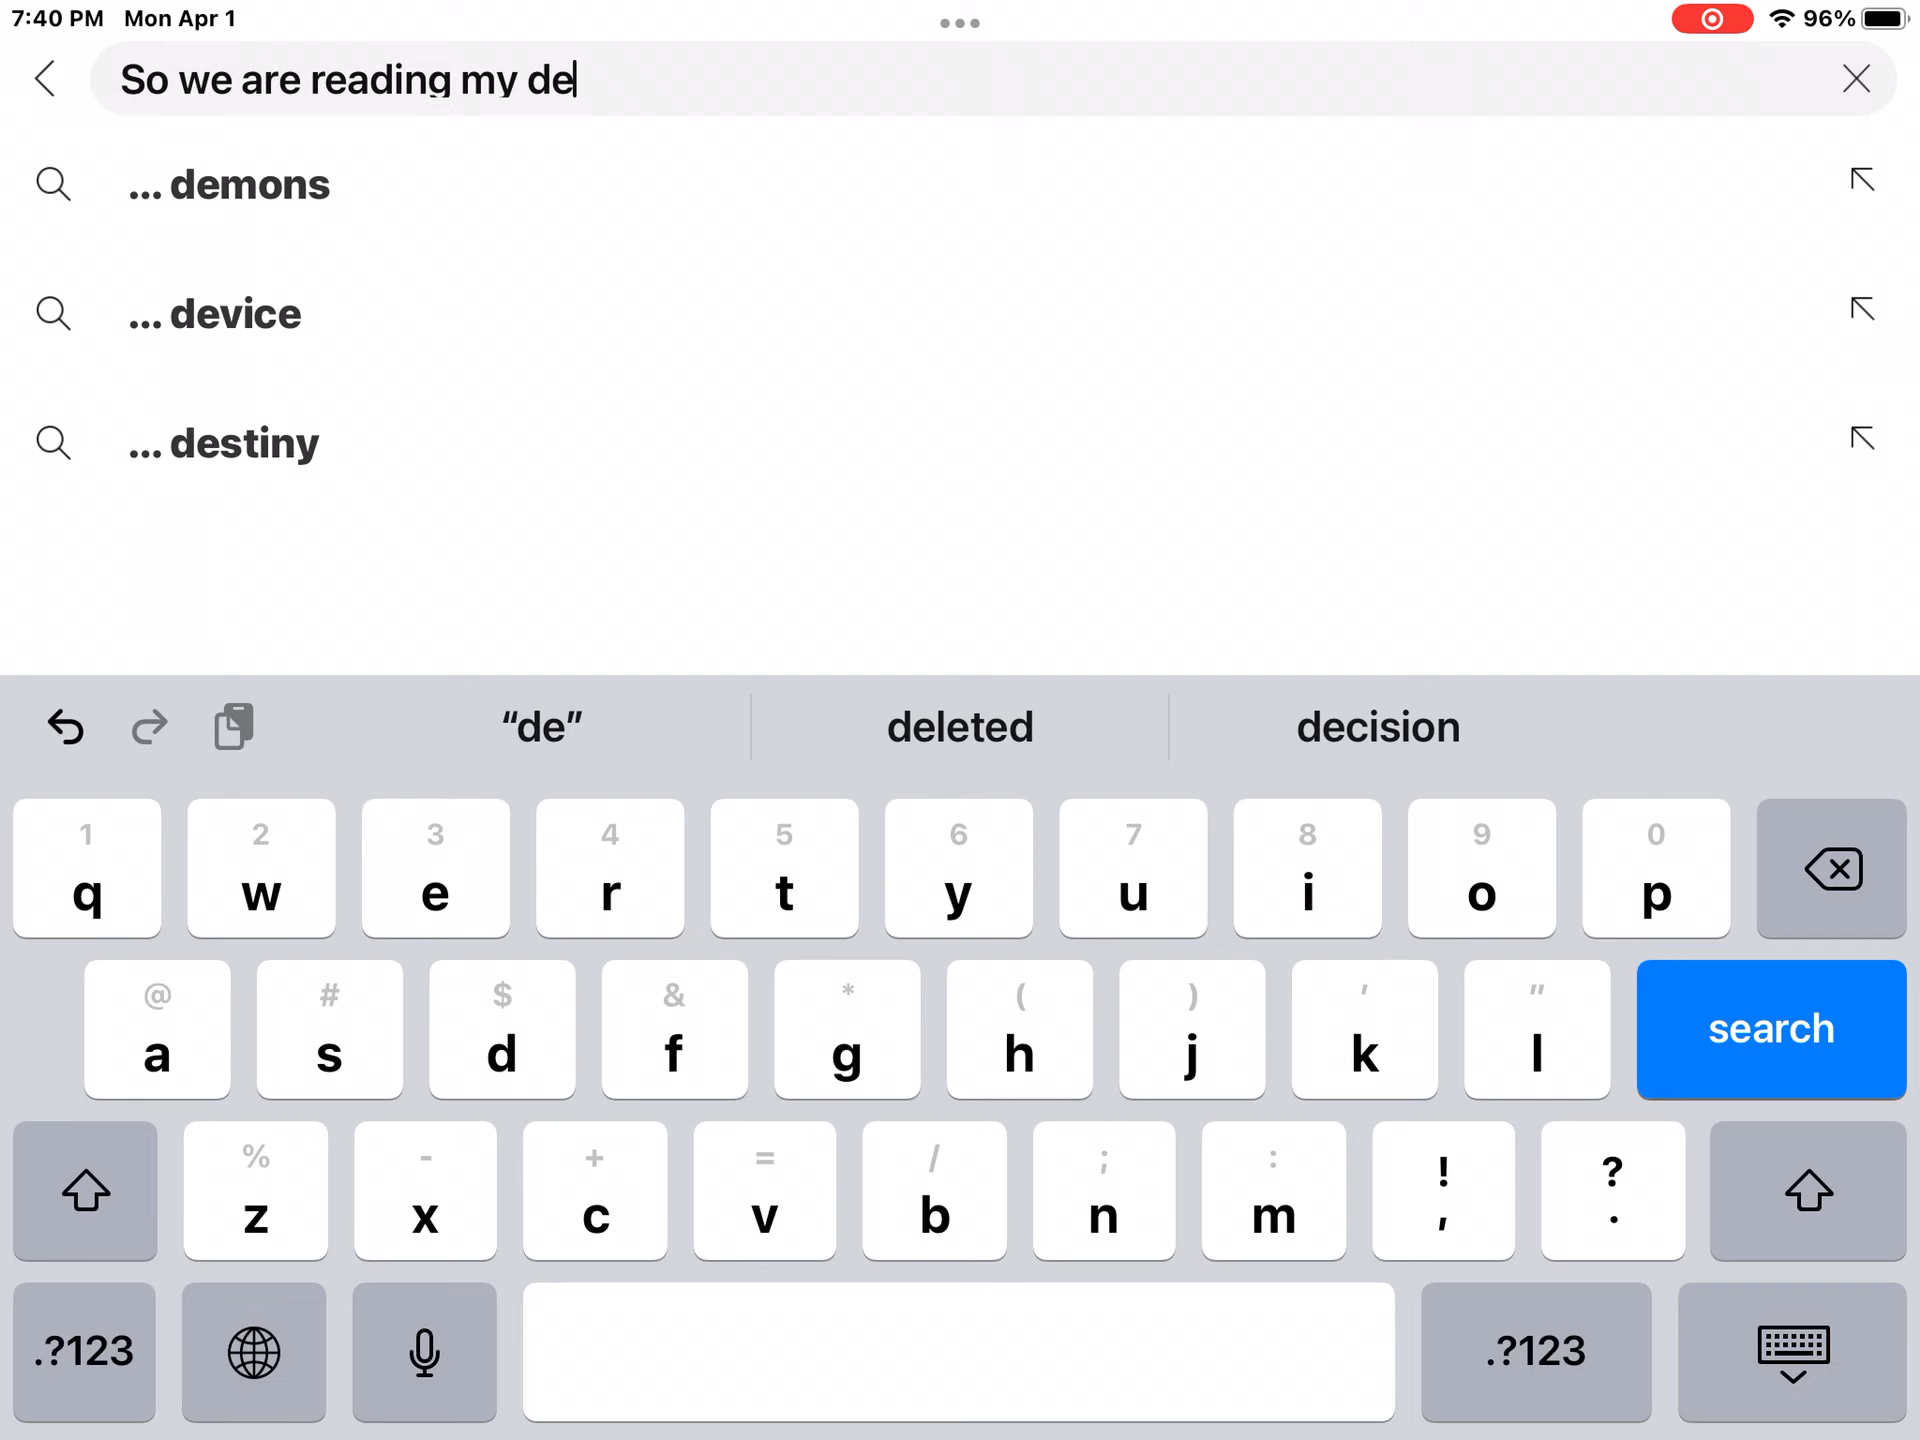 7:40 PM Mon Apr 1 96%
So we are reading my de
... demons
... device
... destiny
“de” deleted decision
1 2 3 4 5 6 7 8 9 0
q w e r t y u i o p
@ # $ & * ( ) ' "
a s d f g h j k l search
% - + = / ; : ! ?
z x c v b n m , .
.?123 .?123